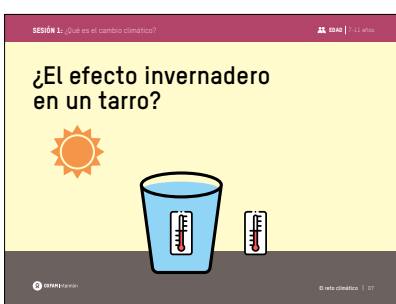 SESIÓN 1: ¿Qué es el cambio climático?
EDAD | 7-11 años
¿El efecto invernadero
en un tarro?
OXFAM Intermón
El reto climático | 07